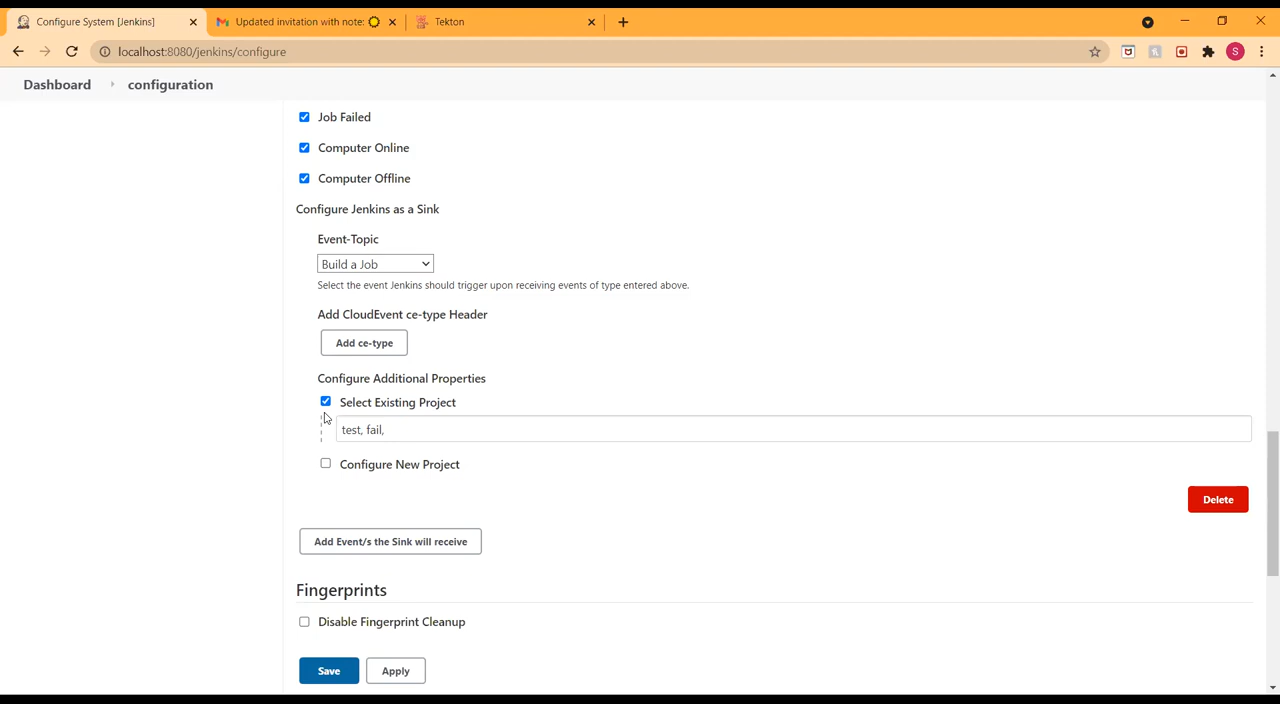 Configure System [Jenkins]
Updated invitation with note:
Tekton
localhost:8080/jenkins/configure
S
Dashboard
configuration
Job Failed
Computer Online
Computer Offline
Configure Jenkins as a Sink
Event-Topic
Build a Job
Select the event Jenkins should trigger upon receiving events of type entered above.
Add CloudEvent ce-type Header
Add ce-type
Configure Additional Properties
Select Existing Project
test, fail,
Configure New Project
Delete
Add Event/s the Sink will receive
Fingerprints
Disable Fingerprint Cleanup
Save
Apply